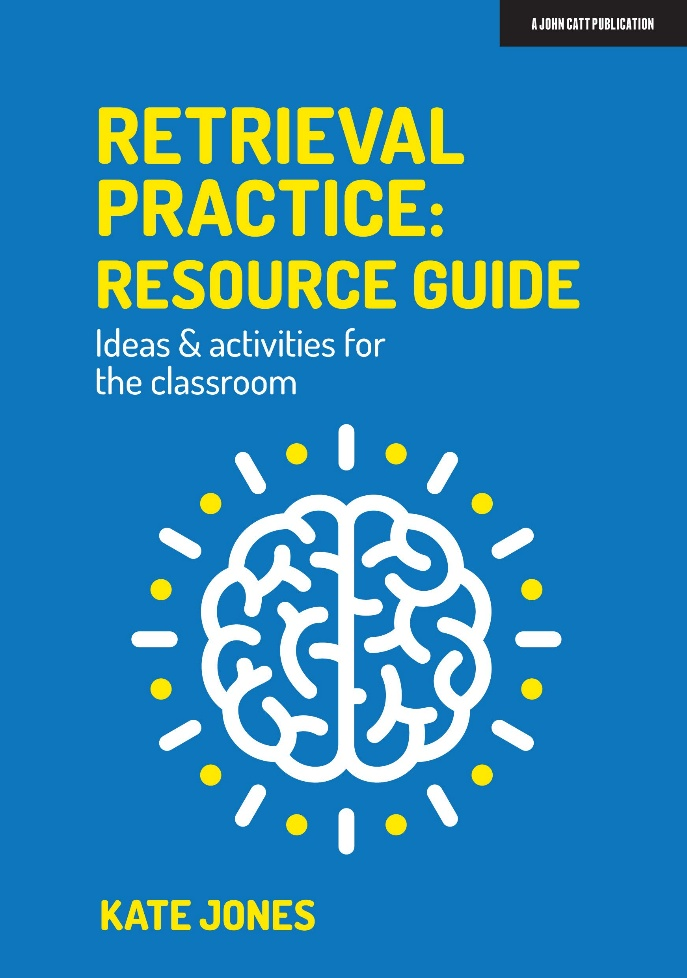 A JOHN CATT PUBLICATION
RETRIEVAL
PRACTICE:
RESOURCE GUIDE
Ideas & activities for
the classroom
KATE JONES